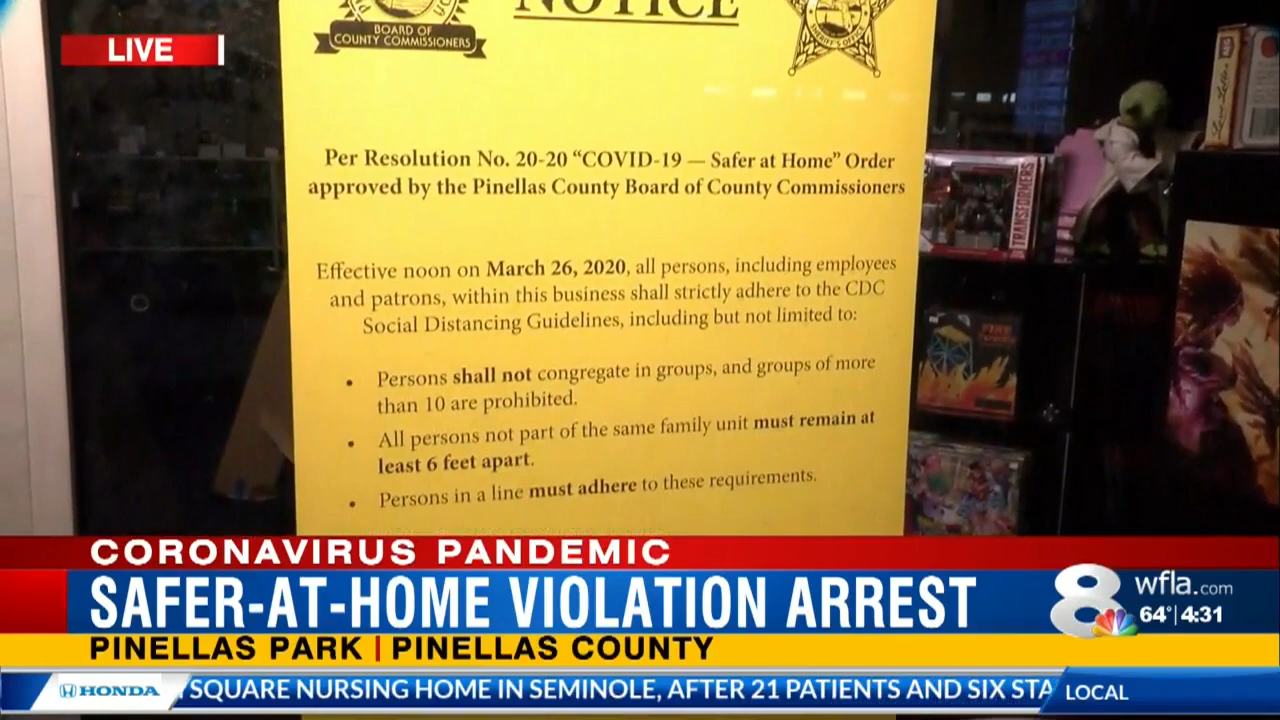 LIVE
NOTICE
BOARD OF
COUNTY COMMISSIONERS
SHERIFF'S OFFICE
Per Resolution No. 20-20 “COVID-19 — Safer at Home” Order
approved by the Pinellas County Board of County Commissioners
Effective noon on March 26, 2020, all persons, including employees
and patrons, within this business shall strictly adhere to the CDC
Social Distancing Guidelines, including but not limited to:
• Persons shall not congregate in groups, and groups of more
than 10 are prohibited.
• All persons not part of the same family unit must remain at
least 6 feet apart.
• Persons in a line must adhere to these requirements.
TRANSFORMERS
Love Letter
CORONAVIRUS PANDEMIC
SAFER-AT-HOME VIOLATION ARREST
PINELLAS PARK | PINELLAS COUNTY
8 wfla.com
64° | 4:31
HONDA
SQUARE NURSING HOME IN SEMINOLE, AFTER 21 PATIENTS AND SIX STA
LOCAL